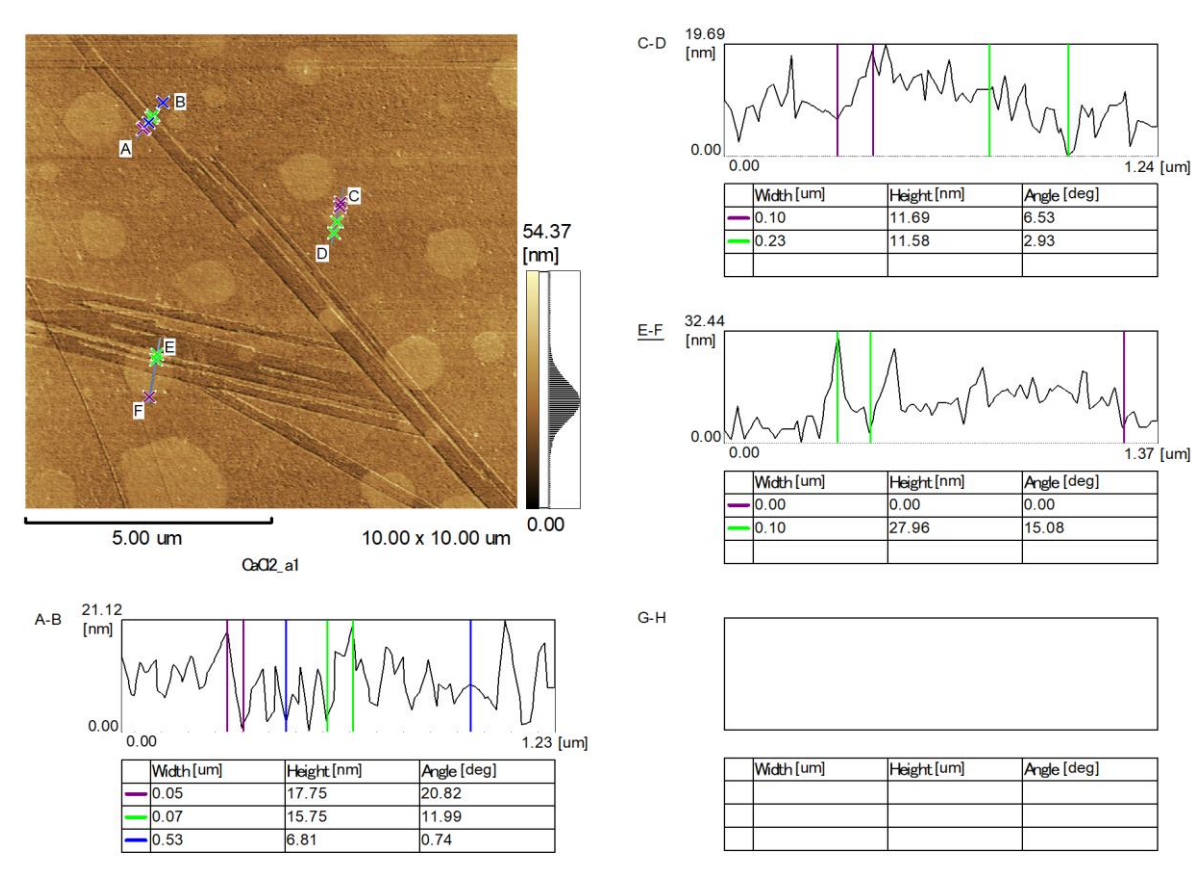 B
A
C
D
E
F
54.37
[nm]
0.00
5.00 um
10.00 x 10.00 um
CaCl2_a1
C-D
19.69
[nm]
0.00
0.00
1.24 [um]
Width [um] Height [nm] Angle [deg]
0.10 11.69 6.53
0.23 11.58 2.93
E-F
32.44
[nm]
0.00
0.00
1.37 [um]
Width [um] Height [nm] Angle [deg]
0.00 0.00 0.00
0.10 27.96 15.08
A-B
21.12
[nm]
0.00
0.00
1.23 [um]
Width [um] Height [nm] Angle [deg]
0.05 17.75 20.82
0.07 15.75 11.99
0.53 6.81 0.74
G-H
Width [um] Height [um] Angle [deg]